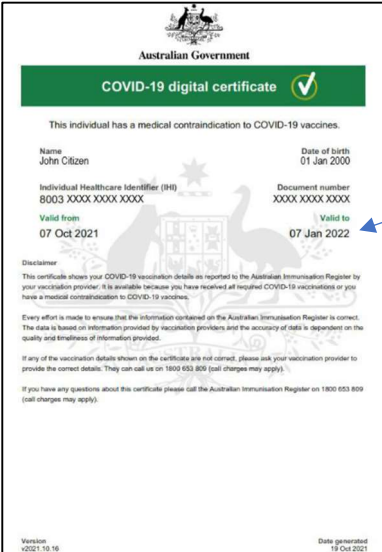 Australian Government
COVID-19 digital certificate
This individual has a medical contraindication to COVID-19 vaccines.
Name
John Citizen
Date of birth
01 Jan 2000
Individual Healthcare Identifier (IHI)
8003 XXXX XXXX XXXX
Document number
XXXX XXXX XXXX
Valid from
07 Oct 2021
Valid to
07 Jan 2022
Disclaimer
This certificate shows your COVID-19 vaccination details as reported to the Australian Immunisation Register by
your vaccination provider. It is available because you have received all required COVID-19 vaccinations or you
have a medical contraindication to COVID-19 vaccines.
Every effort is made to ensure that the information contained on the Australian Immunisation Register is correct.
The data is based on information provided by vaccination providers and the accuracy of data is dependent on the
quality and timeliness of information provided.
If any of the vaccination details shown on the certificate are not correct, please ask your vaccination provider to
provide the correct details. They can call us on 1800 653 809 (call charges may apply).
If you have any questions about this certificate please call the Australian Immunisation Register on 1800 653 809
(call charges may apply).
Version
v2021.10.16
Date generated
19 Oct 2021